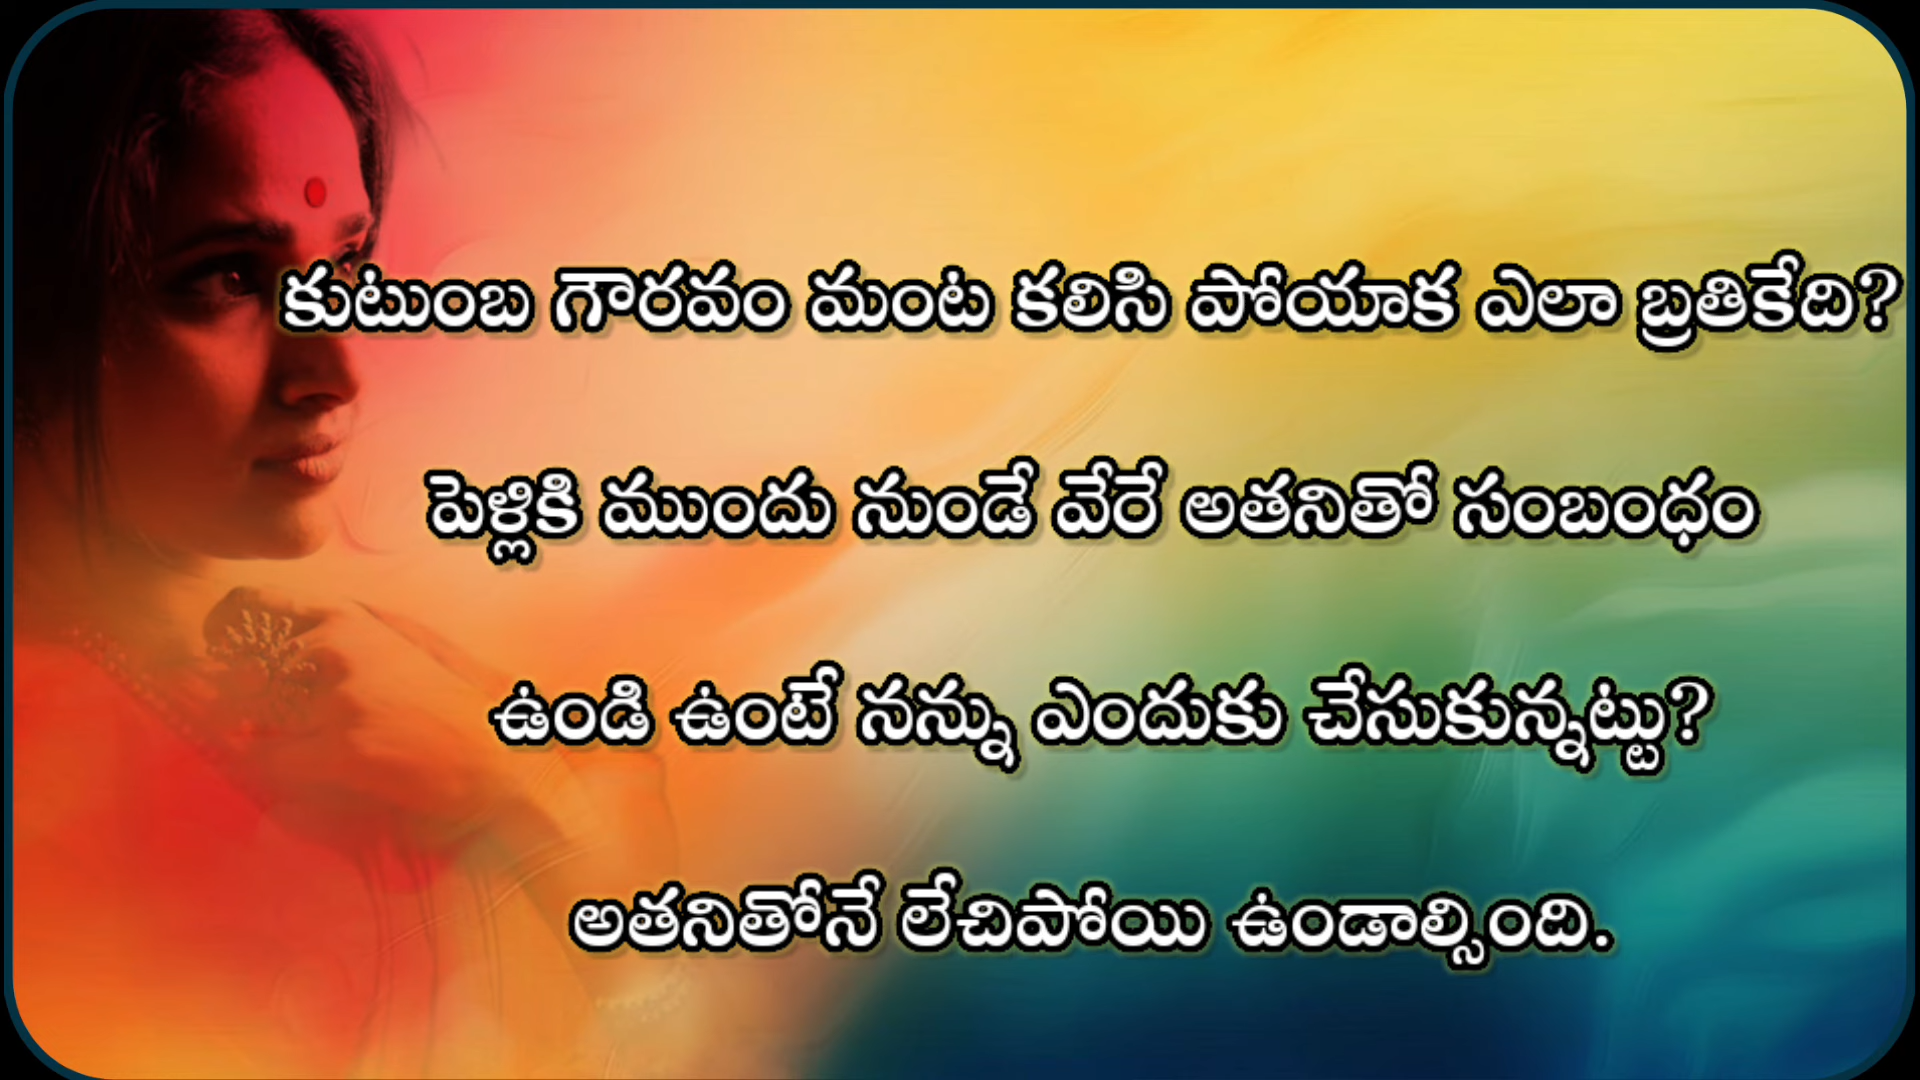 కుటుంబ గౌరవం మంట కలిసి పోయాక ఎలా బ్రతికేది?
పెళ్లికి ముందు నుండే వేరే అతనితో సంబంధం
ఉండి ఉంటే నన్ను ఎందుకు చేసుకున్నట్టు?
అతనితోనే లేచిపోయి ఉండాల్సింది.